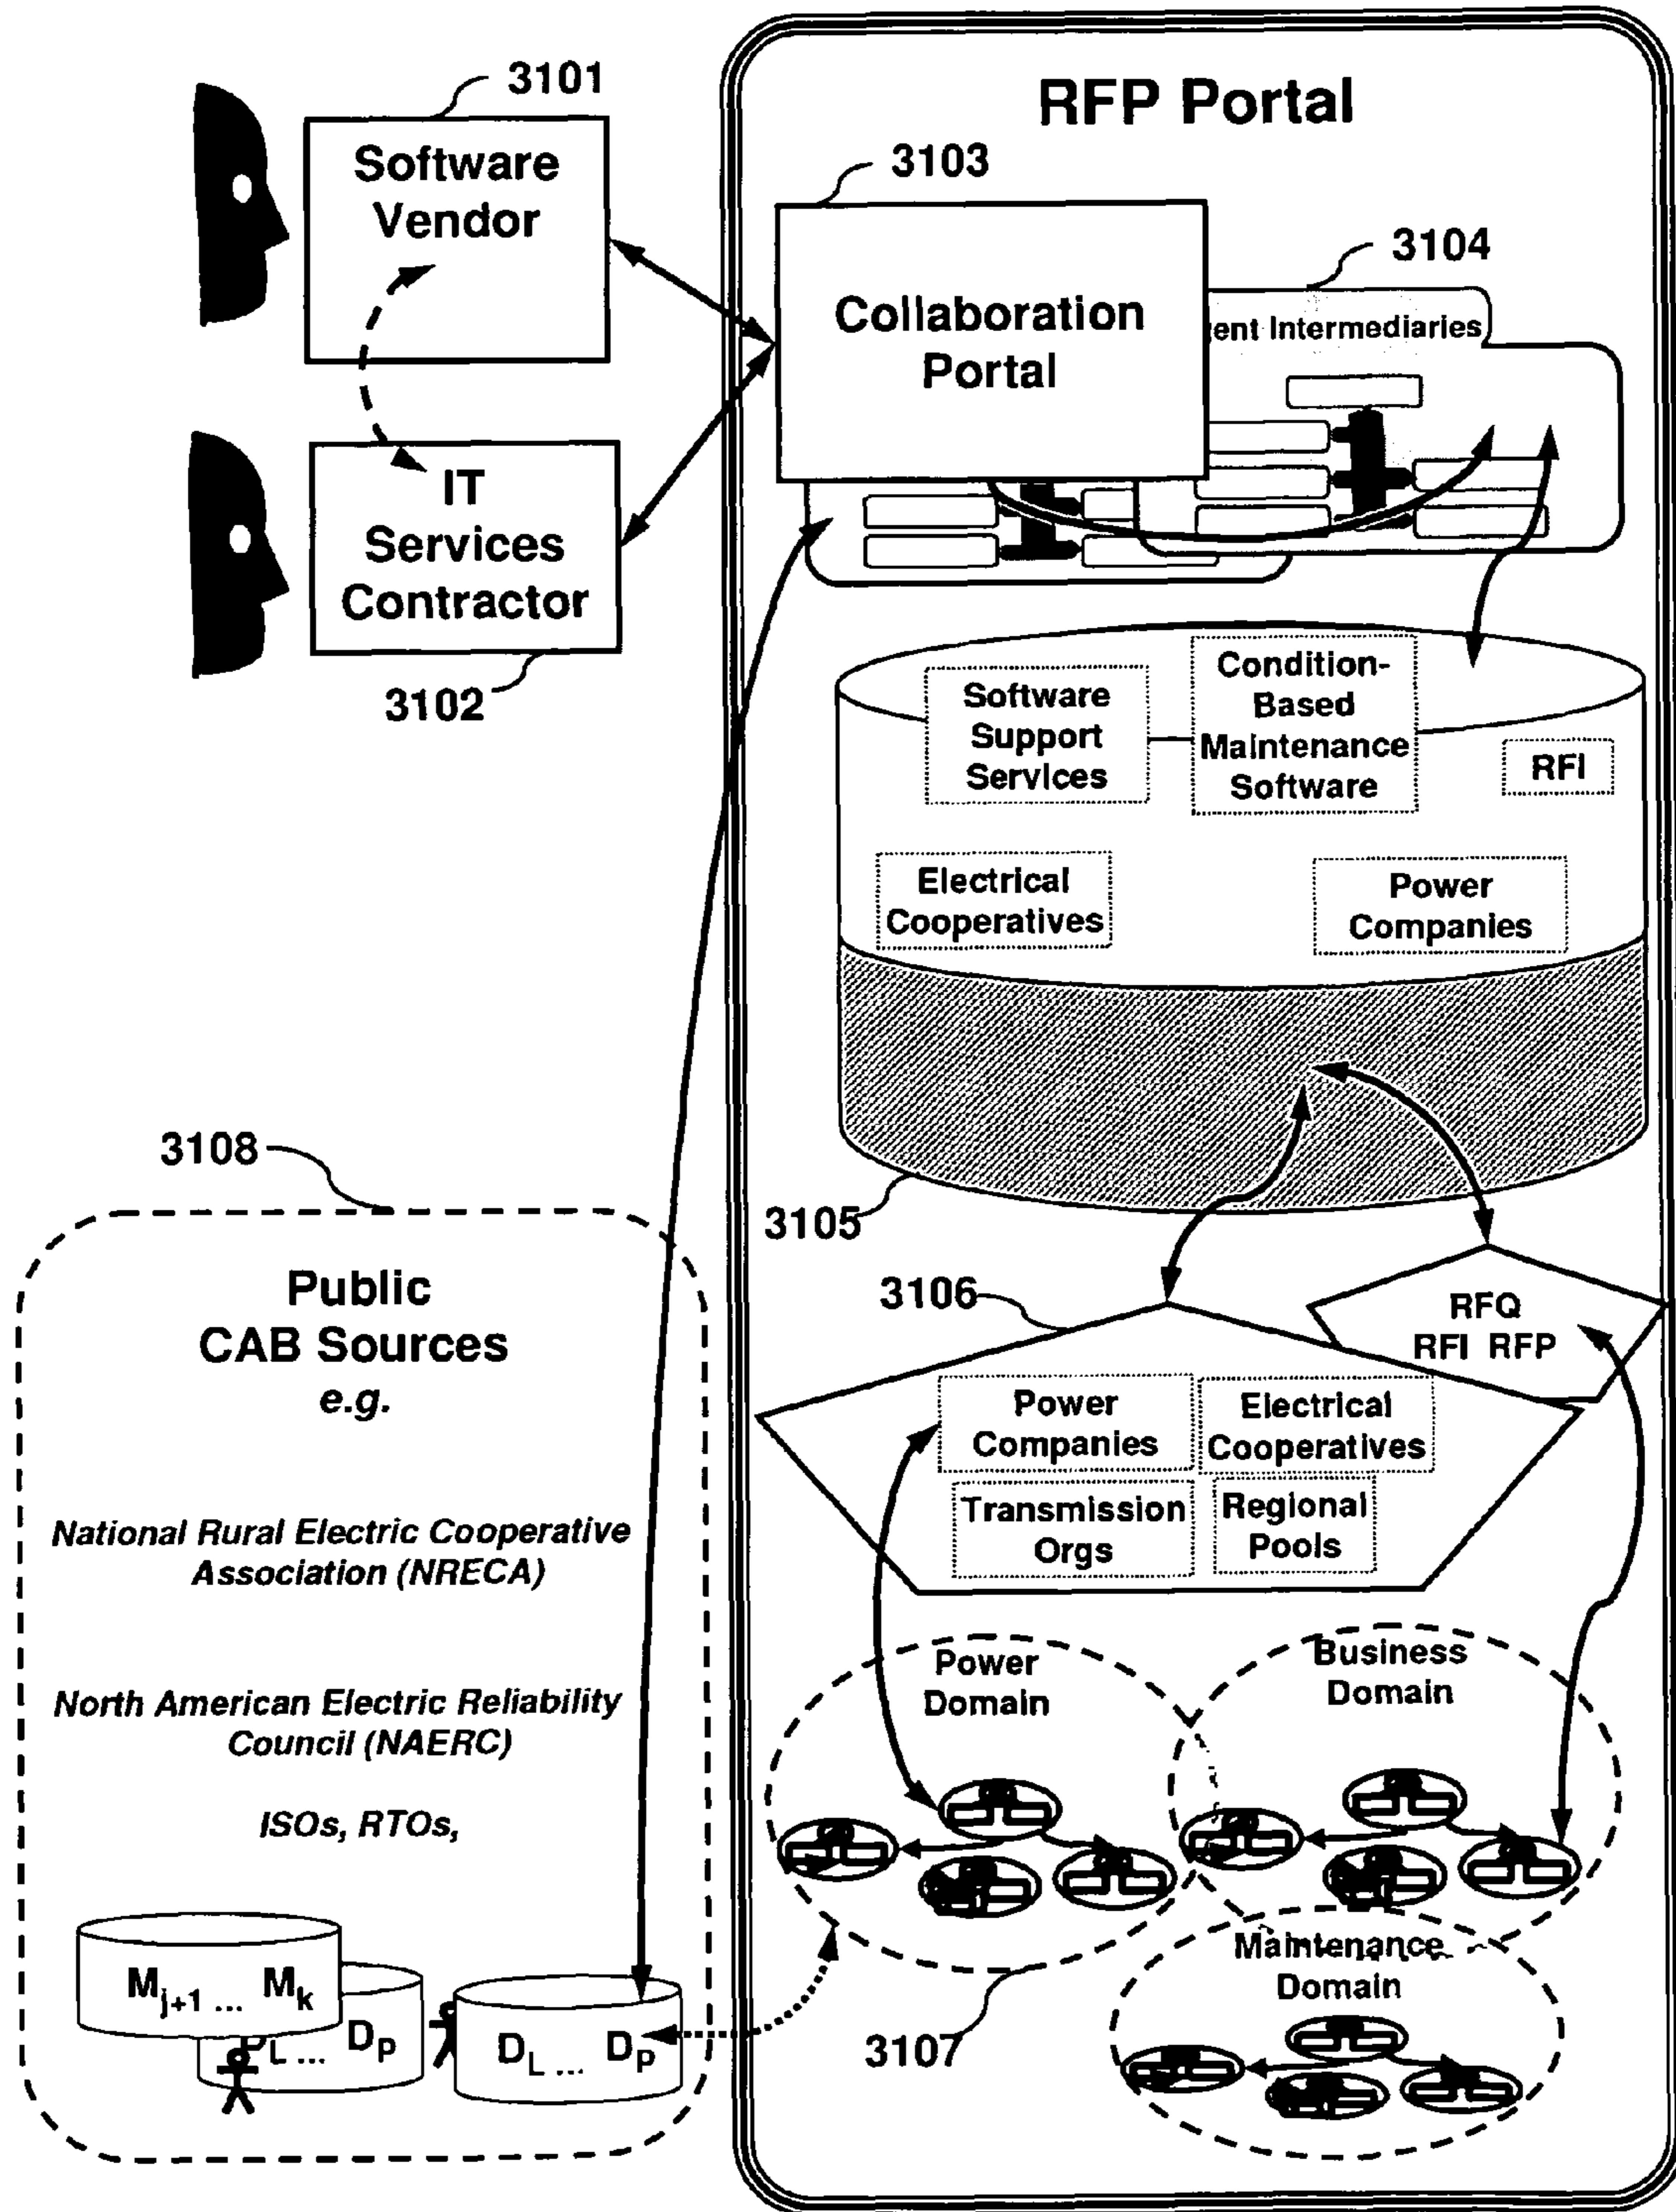 3101
Software
Vendor
IT
Services
Contractor
3102
RFP Portal
3103
Collaboration
Portal
3104
ent Intermediaries
Software
Support
Services
Condition-
Based
Maintenance
Software
RFI
Electrical
Cooperatives
Power
Companies
3105
3106
RFQ
RFI RFP
Power
Companies
Electrical
Cooperatives
Transmission
Orgs
Regional
Pools
Power
Domain
Business
Domain
Maintenance
Domain
3107
3108
Public
CAB Sources
e.g.
National Rural Electric Cooperative
Association (NRECA)
North American Electric Reliability
Council (NAERC)
ISOs, RTOs,
Mj+1 ... Mk
L ... DP
DL ... DP